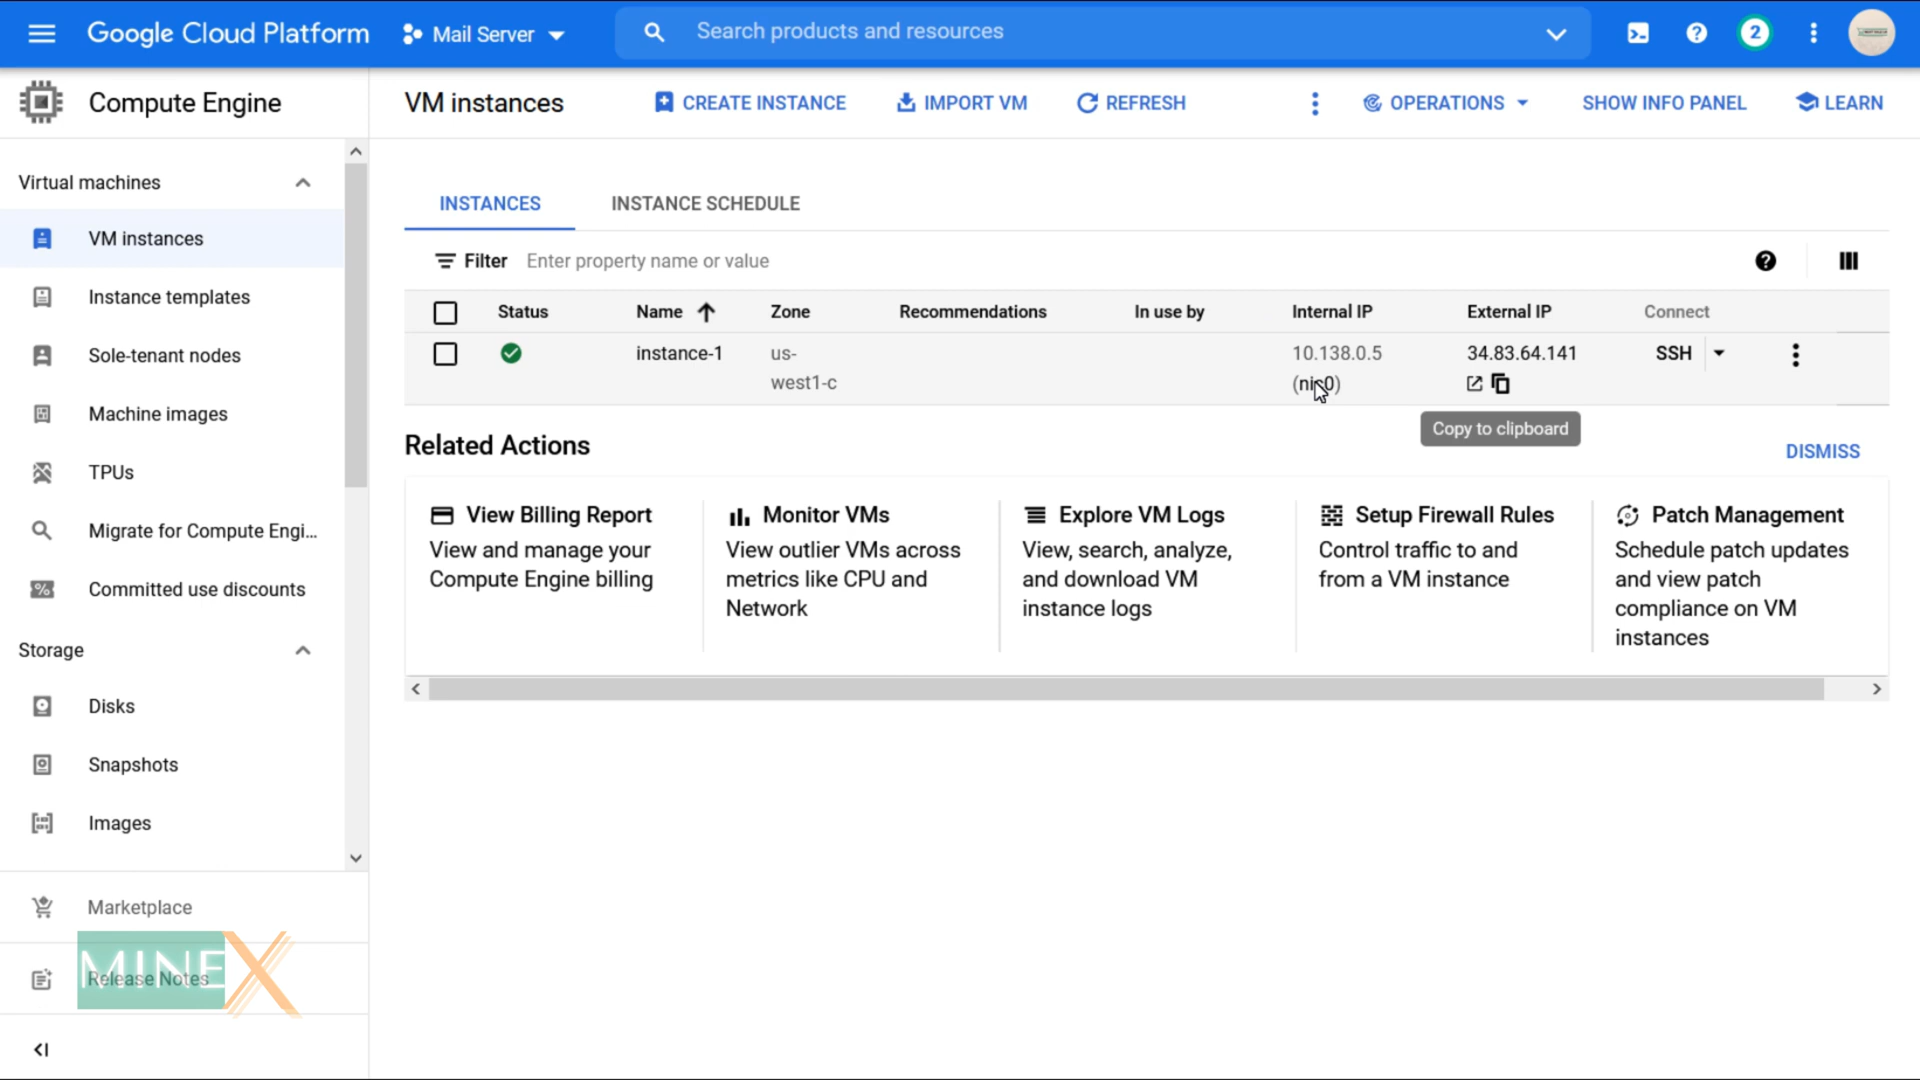 Google Cloud Platform
Mail Server
Search products and resources
2
Compute Engine
VM instances
CREATE INSTANCE
IMPORT VM
REFRESH
OPERATIONS
SHOW INFO PANEL
LEARN
Virtual machines
VM instances
Instance templates
Sole-tenant nodes
Machine images
TPUs
Migrate for Compute Engi...
Committed use discounts
Storage
Disks
Snapshots
Images
Marketplace
Release Notes
MINEX
INSTANCES
INSTANCE SCHEDULE
Filter
Enter property name or value
Status Name Zone Recommendations In use by Internal IP External IP Connect
instance-1 us- 10.138.0.5 34.83.64.141 SSH
west1-c (nic0)
Copy to clipboard
Related Actions
DISMISS
View Billing Report
View and manage your
Compute Engine billing
Monitor VMs
View outlier VMs across
metrics like CPU and
Network
Explore VM Logs
View, search, analyze,
and download VM
instance logs
Setup Firewall Rules
Control traffic to and
from a VM instance
Patch Management
Schedule patch updates
and view patch
compliance on VM
instances